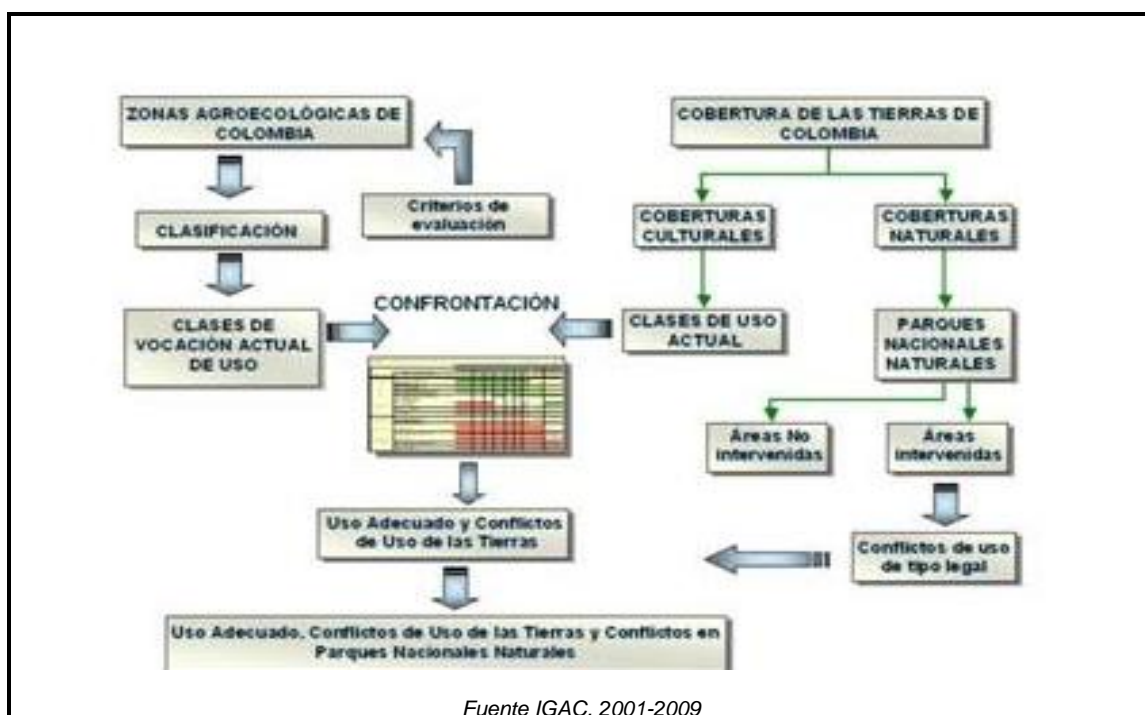 ZONAS AGROECOLÓGICAS DE
COLOMBIA
COBERTURA DE LAS TIERRAS DE
COLOMBIA
Criterios de
evaluación
CLASIFICACIÓN
COBERTURAS
CULTURALES
COBERTURAS
NATURALES
CONFRONTACIÓN
CLASES DE
VOCACIÓN ACTUAL
DE USO
CLASES DE USO
ACTUAL
PARQUES
NACIONALES
NATURALES
Áreas No
intervenidas
Áreas
intervenidas
Uso Adecuado y Conflictos
de Uso de las Tierras
Conflictos de uso
de tipo legal
Uso Adecuado, Conflictos de Uso de las Tierras y Conflictos en
Parques Nacionales Naturales
Fuente IGAC, 2001-2009